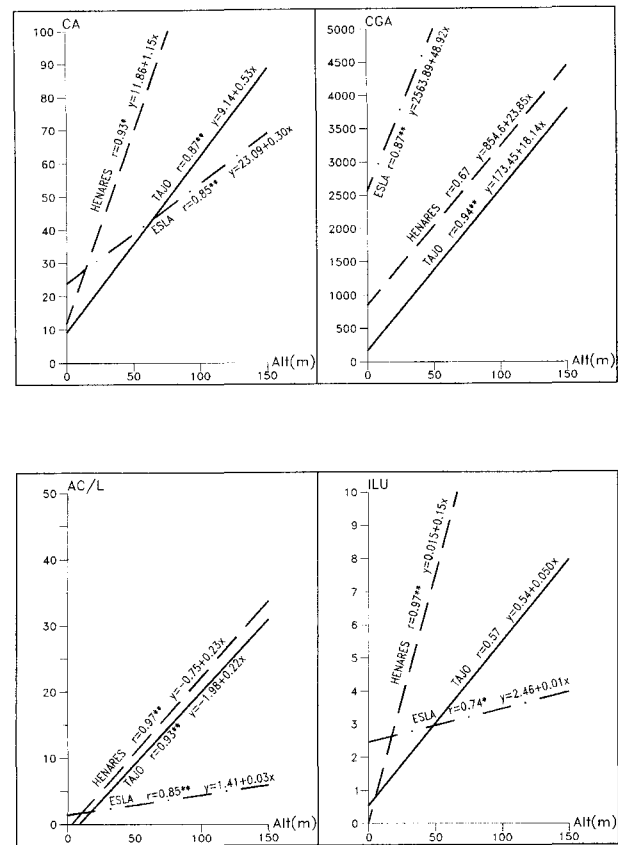 CA
100
90
80
70
60
50
40
30
20
10
0
0
50
100
150
Alt(m)
HENARES r=0.93* y=11.86+1.15x
TAJO r=0.87** y=9.14+0.53x
ESLA r=0.85** y=23.09+0.30x
CGA
5000
4500
4000
3500
3000
2500
2000
1500
1000
500
0
0
50
100
150
Alt(m)
ESLA r=0.87** y=2563.89+48.92x
HENARES r=0.67 y=854.6+23.85x
TAJO r=0.94** y=173.45+18.14x
AC/L
50
40
30
20
10
0
0
50
100
150
Alt(m)
HENARES r=0.97** y=-0.75+0.23x
TAJO r=0.93** y=-1.98+0.22x
ESLA r=0.85** y=1.41+0.03x
ILU
10
9
8
7
6
5
4
3
2
1
0
0
50
100
150
Alt(m)
HENARES r=0.97** y=0.015+0.15x
TAJO r=0.57 y=0.54+0.050x
ESLA r=0.74* y=2.46+0.01x